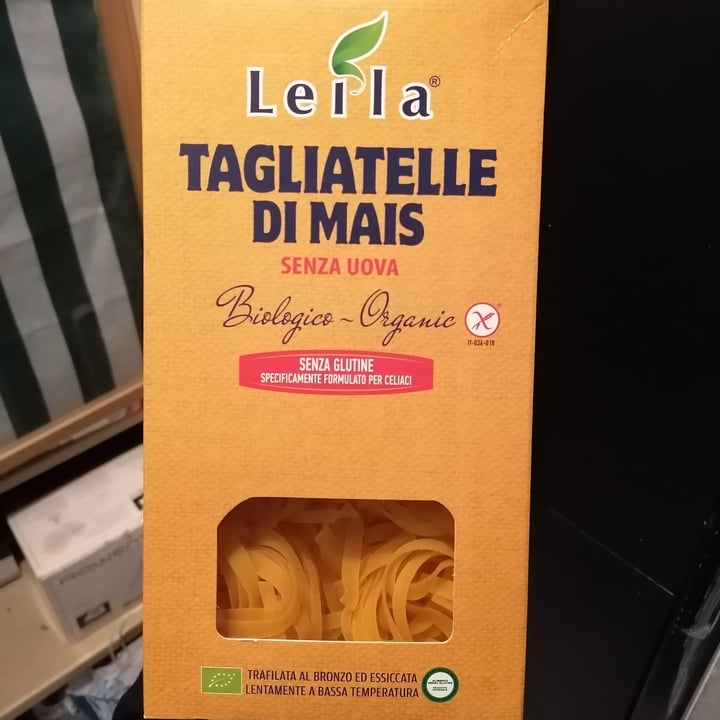 Leila®
TAGLIATELLE
DI MAIS
SENZA UOVA
Biologico ~ Organic
IT-036-018
SENZA GLUTINE
SPECIFICAMENTE FORMULATO PER CELIACI
TRAFILATA AL BRONZO ED ESSICCATA
LENTAMENTE A BASSA TEMPERATURA